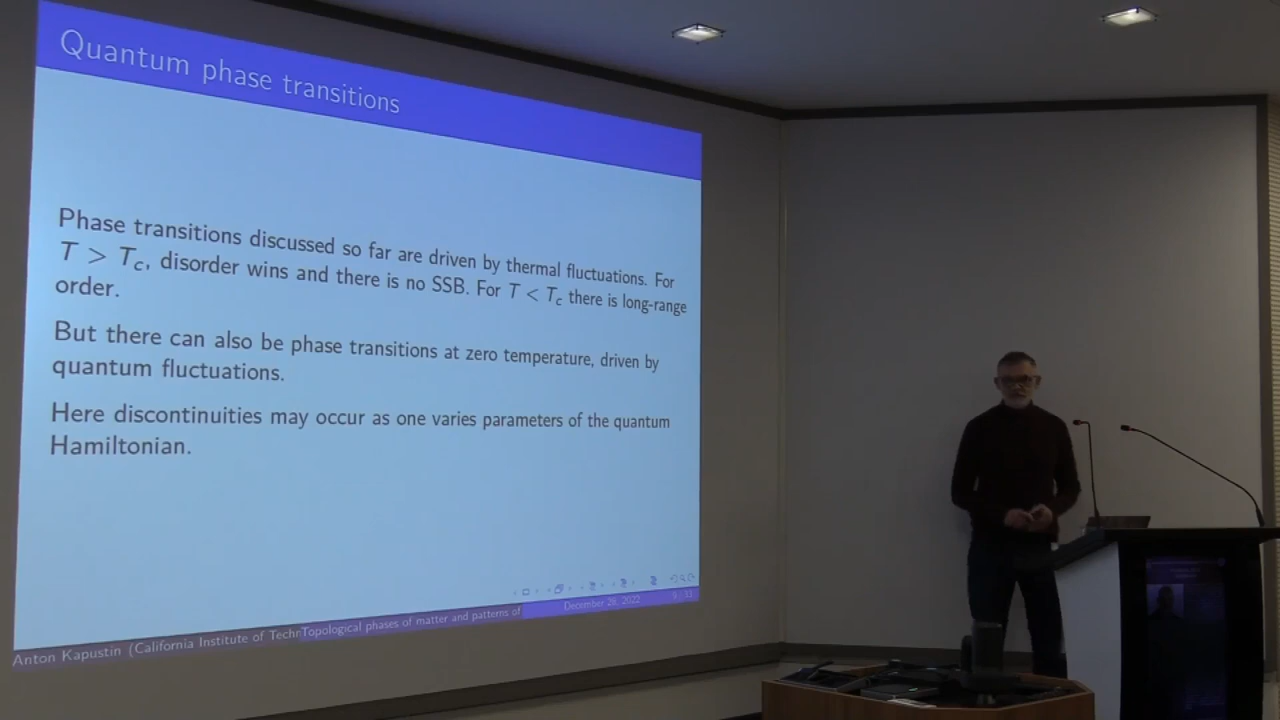 Quantum phase transitions
Phase transitions discussed so far are driven by thermal fluctuations. For
T > Tc, disorder wins and there is no SSB. For T < Tc there is long-range
order.
But there can also be phase transitions at zero temperature, driven by
quantum fluctuations.
Here discontinuities may occur as one varies parameters of the quantum
Hamiltonian.
Anton Kapustin (California Institute of Techn
Topological phases of matter and patterns of
December 2022